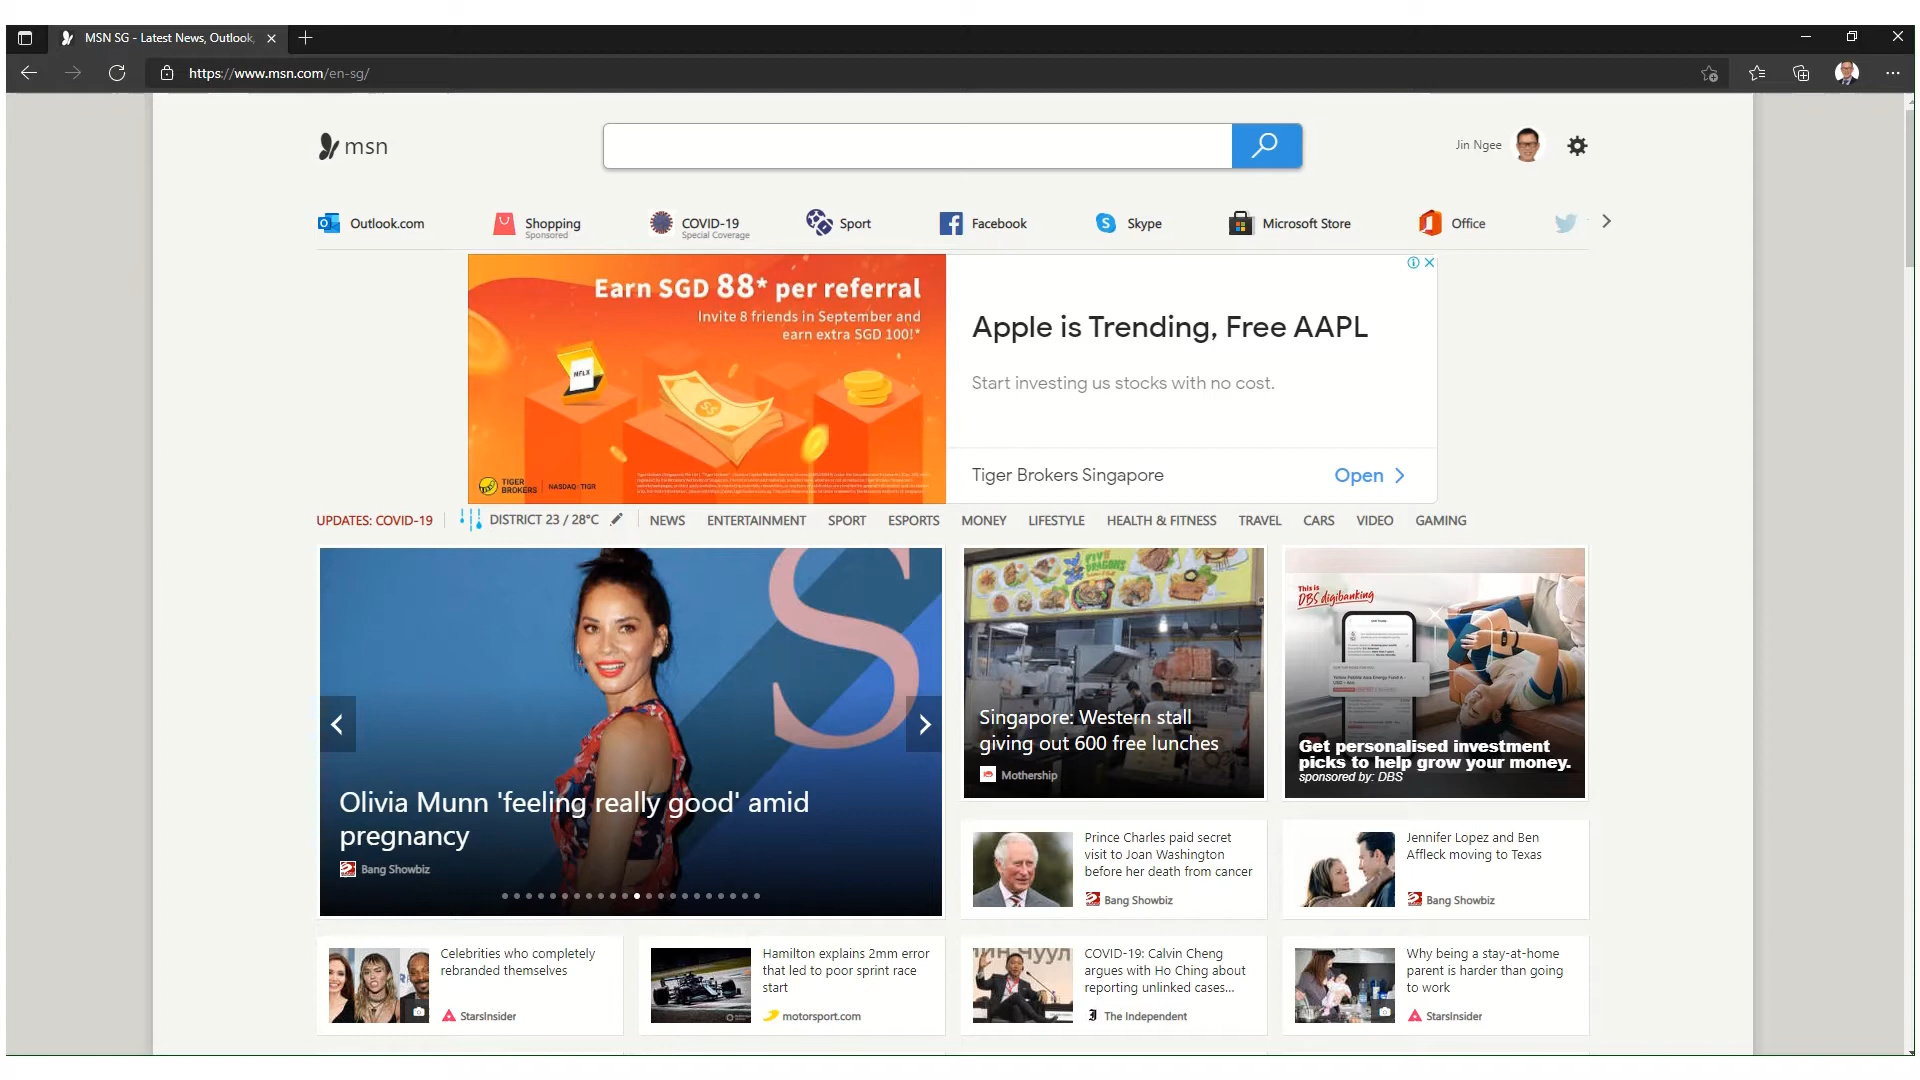 MSN SG - Latest News, Outlook,
https://www.msn.com/en-sg/
msn
Jin Ngee
Outlook.com
Shopping
Sponsored
COVID-19
Special Coverage
Sport
Facebook
Skype
Microsoft Store
Office
Earn SGD 88* per referral
Invite 8 friends in September and
earn extra SGD 100!*
NFLX
TIGER
BROKERS
NASDAQ: TIGR
Apple is Trending, Free AAPL
Start investing us stocks with no cost.
Tiger Brokers Singapore
Open
UPDATES: COVID-19
DISTRICT 23 / 28°C
NEWS
ENTERTAINMENT
SPORT
ESPORTS
MONEY
LIFESTYLE
HEALTH & FITNESS
TRAVEL
CARS
VIDEO
GAMING
S
Olivia Munn 'feeling really good' amid
pregnancy
Bang Showbiz
Singapore: Western stall
giving out 600 free lunches
Mothership
This is
DBS digibanking
Get personalised investment
picks to help grow your money.
sponsored by: DBS
Prince Charles paid secret
visit to Joan Washington
before her death from cancer
Bang Showbiz
Jennifer Lopez and Ben
Affleck moving to Texas
Bang Showbiz
Celebrities who completely
rebranded themselves
StarsInsider
Hamilton explains 2mm error
that led to poor sprint race
start
motorsport.com
COVID-19: Calvin Cheng
argues with Ho Ching about
reporting unlinked cases...
The Independent
Why being a stay-at-home
parent is harder than going
to work
StarsInsider